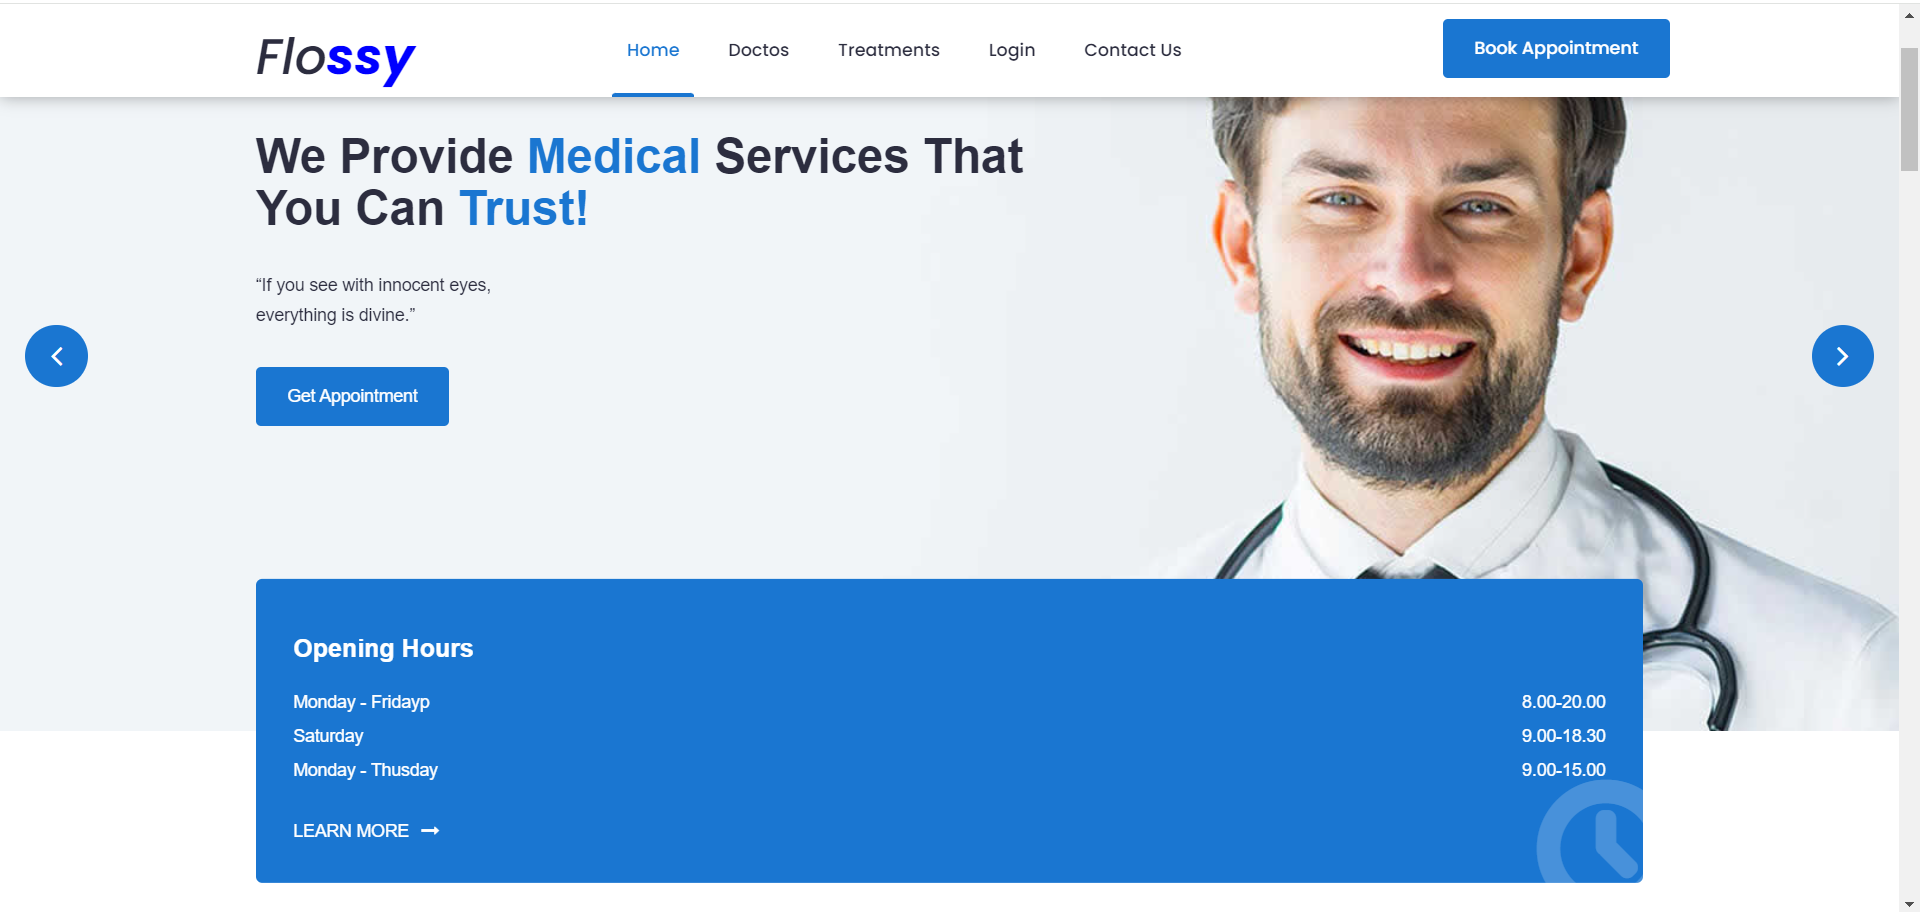 Flossy
Home Doctos Treatments Login Contact Us
Book Appointment
We Provide Medical Services That
You Can Trust!
“If you see with innocent eyes,
everything is divine.”
Get Appointment
Opening Hours
Monday - Fridayp 8.00-20.00
Saturday 9.00-18.30
Monday - Thusday 9.00-15.00
LEARN MORE